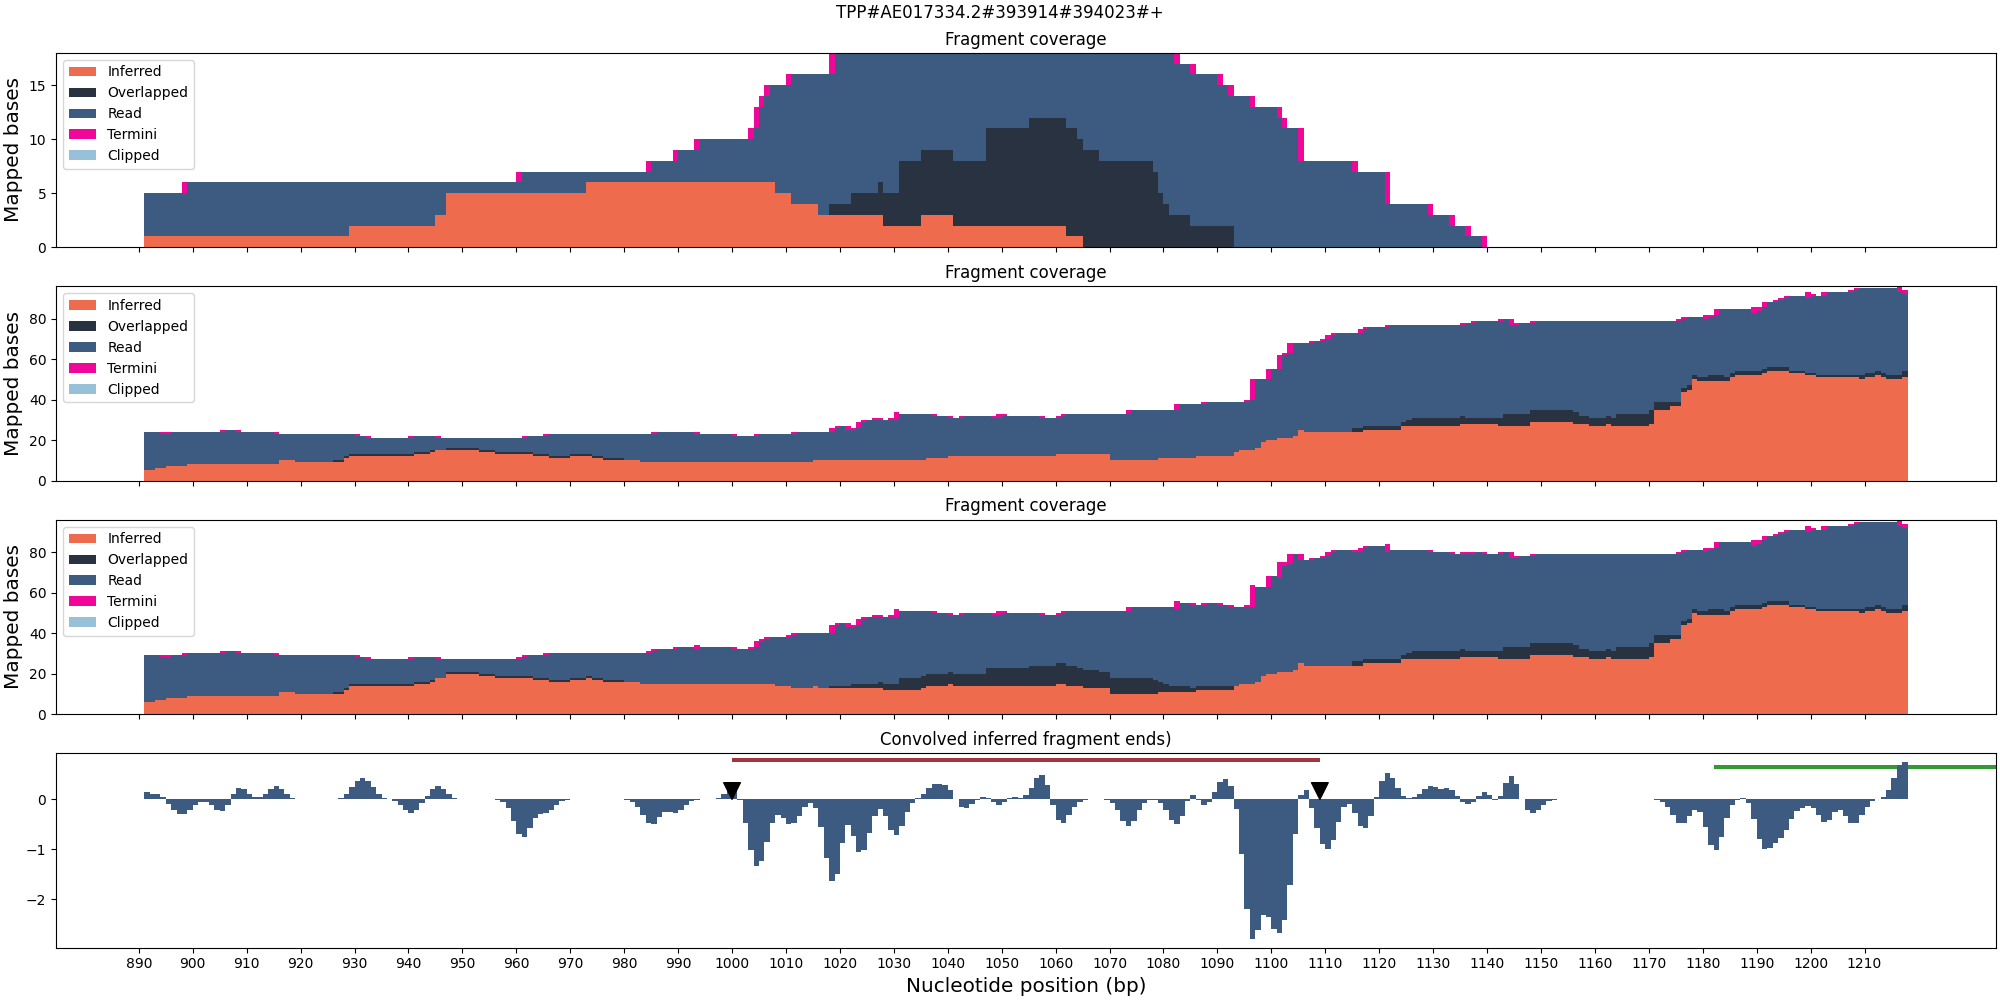 TPP#AE017334.2#393914#394023#+
Fragment coverage
Mapped bases
15
10
5
0
Inferred
Overlapped
Read
Termini
Clipped
Fragment coverage
Mapped bases
80
60
40
20
0
Inferred
Overlapped
Read
Termini
Clipped
Fragment coverage
Mapped bases
80
60
40
20
0
Inferred
Overlapped
Read
Termini
Clipped
Convolved inferred fragment ends)
0
−1
−2
890 900 910 920 930 940 950 960 970 980 990 1000 1010 1020 1030 1040 1050 1060 1070 1080 1090 1100 1110 1120 1130 1140 1150 1160 1170 1180 1190 1200 1210
Nucleotide position (bp)